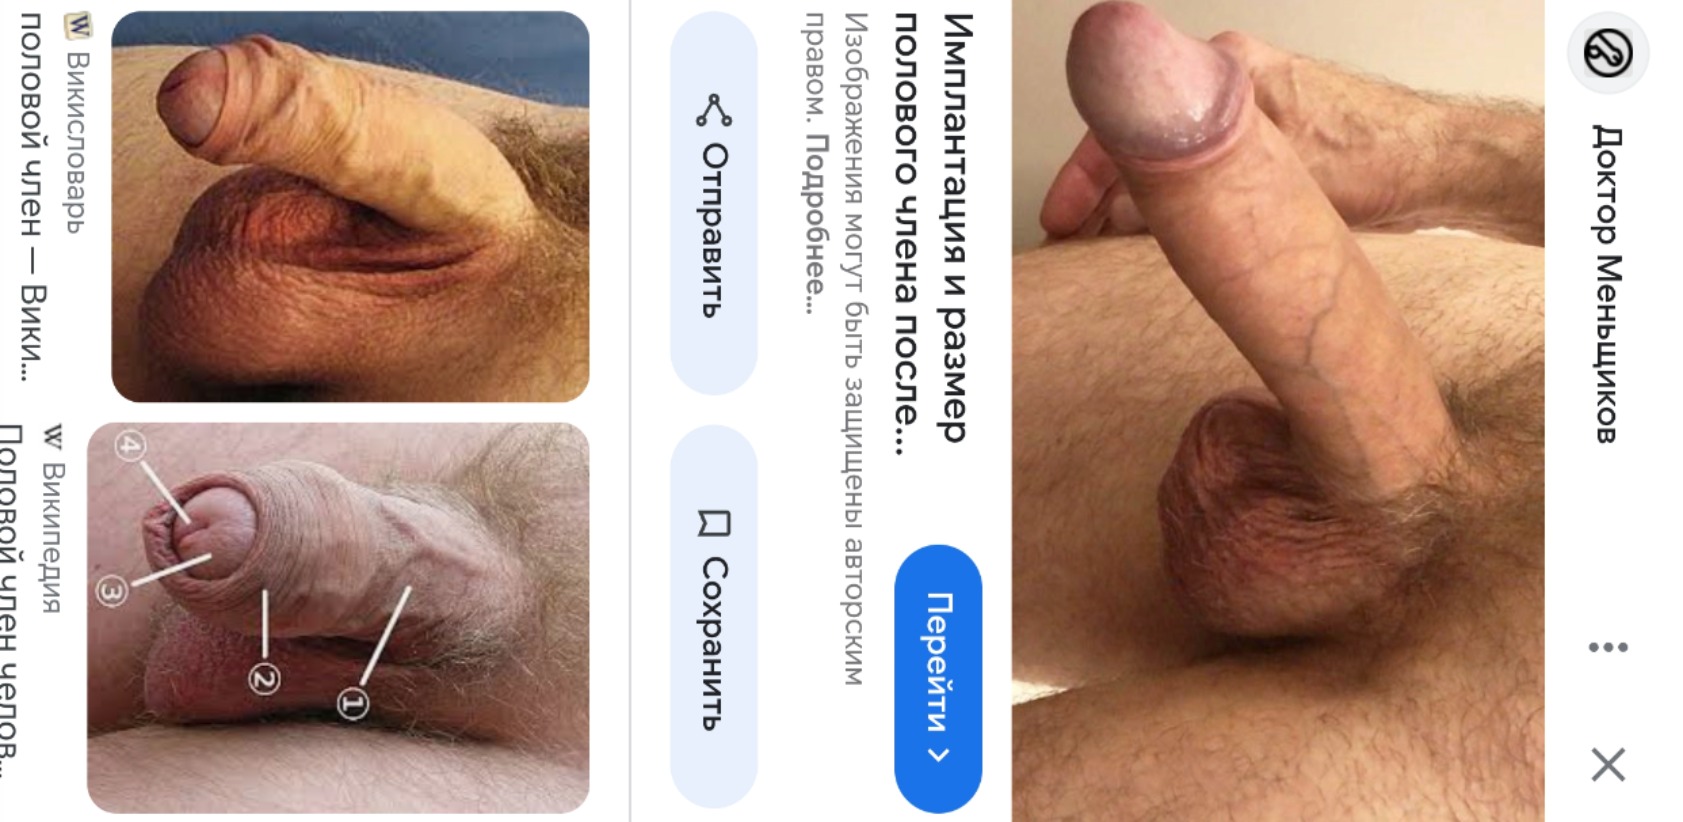 Доктор Меньщиков
Имплантация и размер
полового члена после...
Перейти >
Изображения могут быть защищены авторским
правом. Подробнее...
Отправить
Сохранить
①
②
③
④
W Викисловарь
половой член — Вики...
W Википедия
Половой член челов...